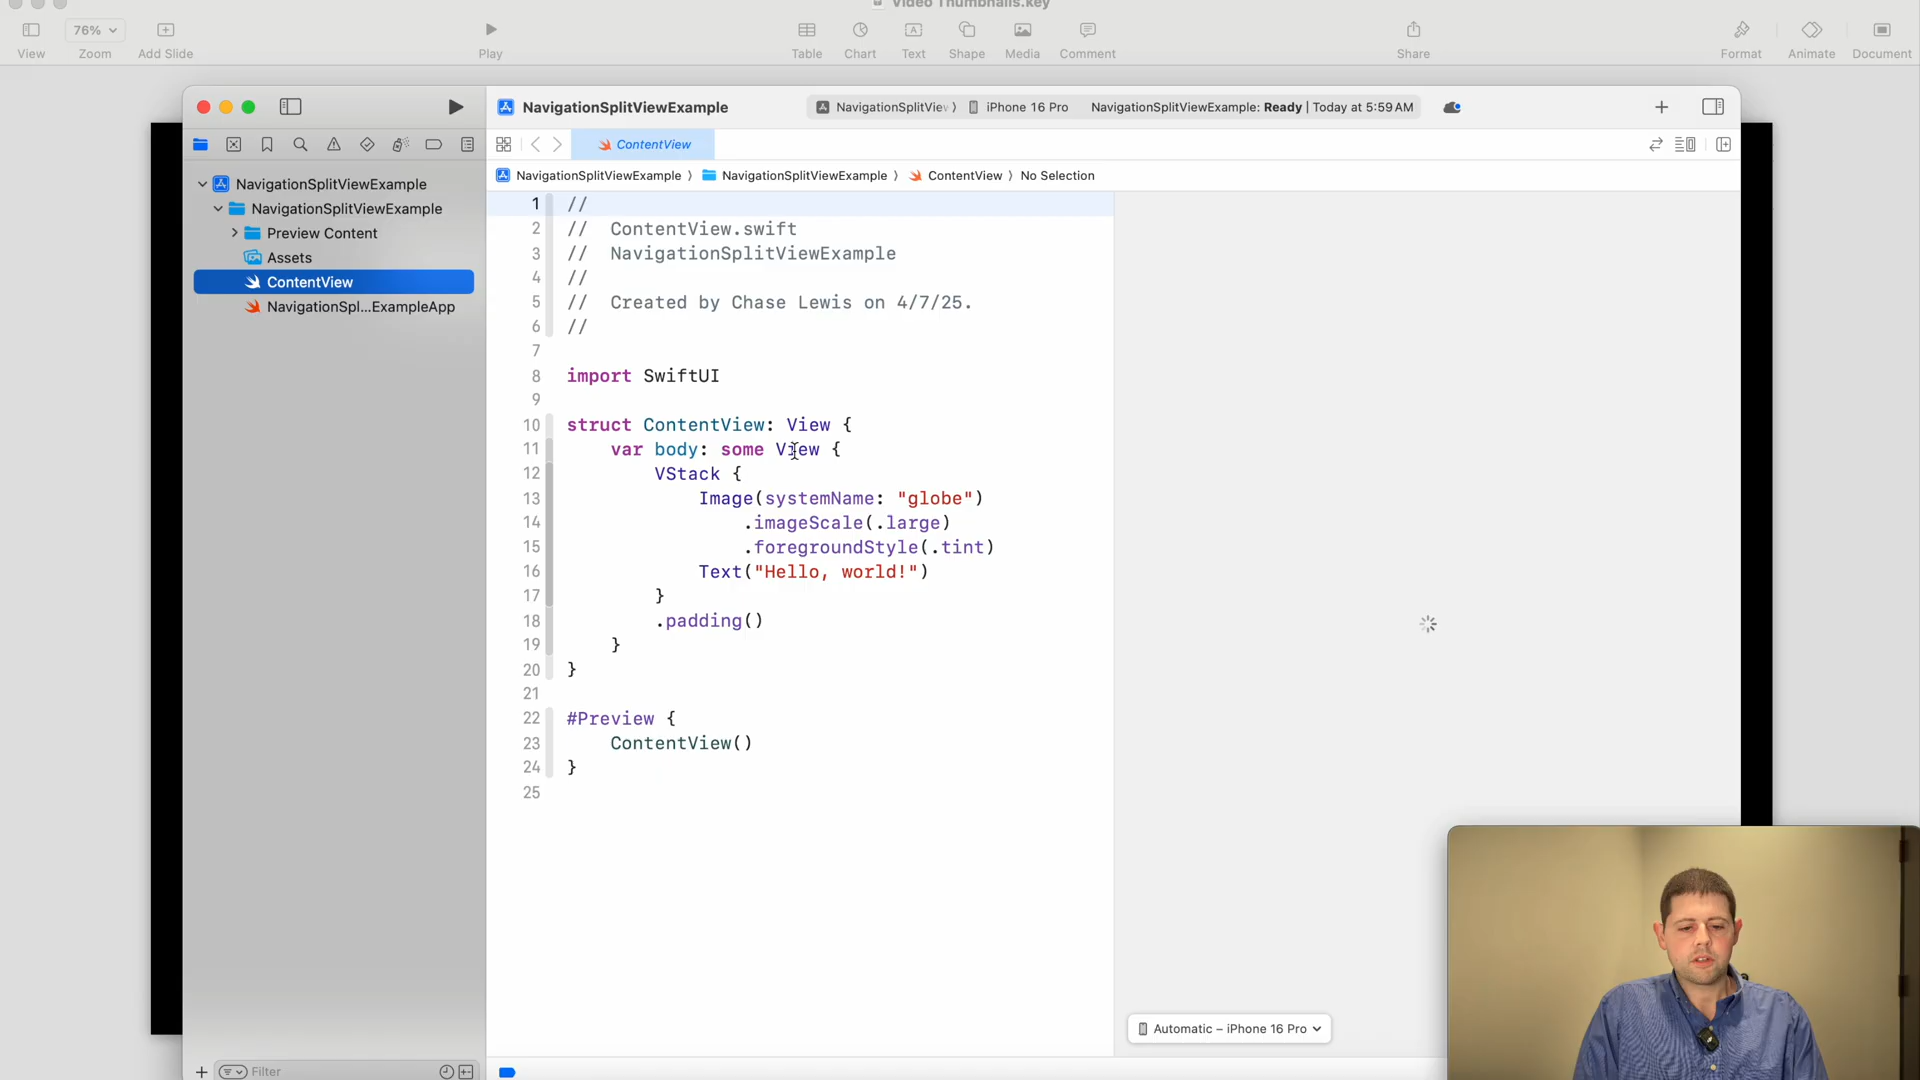 Video Thumbnails.key
76%
View
Zoom
Add Slide
Play
Table
Chart
Text
Shape
Media
Comment
Share
Format
Animate
Document
NavigationSplitViewExample
NavigationSplitView
iPhone 16 Pro
NavigationSplitViewExample: Ready | Today at 5:59 AM
ContentView
NavigationSplitViewExample
NavigationSplitViewExample
ContentView
No Selection
NavigationSplitViewExample
NavigationSplitViewExample
Preview Content
Assets
ContentView
NavigationSpl...ExampleApp
1 //
2 // ContentView.swift
3 // NavigationSplitViewExample
4 //
5 // Created by Chase Lewis on 4/7/25.
6 //
7
8 import SwiftUI
9
10 struct ContentView: View {
11 var body: some View {
12 VStack {
13 Image(systemName: "globe")
14 .imageScale(.large)
15 .foregroundStyle(.tint)
16 Text("Hello, world!")
17 }
18 .padding()
19 }
20 }
21
22 #Preview {
23 ContentView()
24 }
25
Automatic – iPhone 16 Pro
Filter